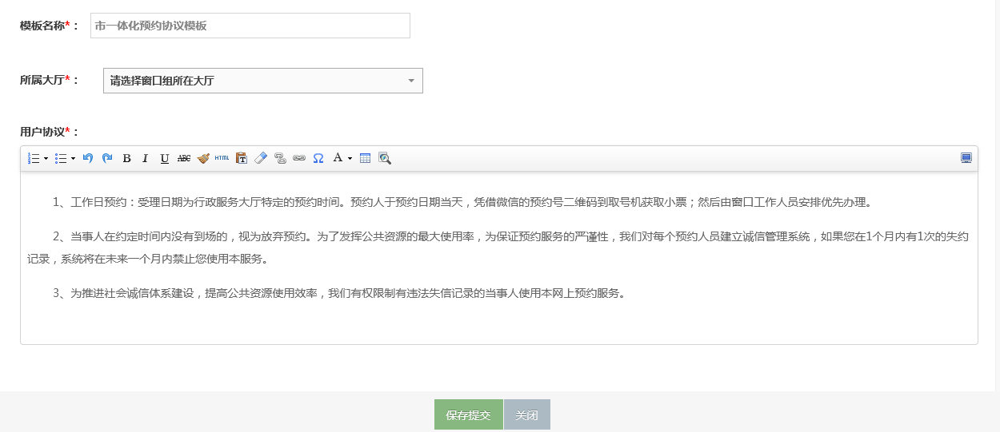 模板名称*： 市一体化预约协议模板
所属大厅*： 请选择窗口组所在大厅
用户协议*：
B I U ABC HTML T Ω A
1、工作日预约：受理日期为行政服务大厅特定的预约时间。预约人于预约日期当天，凭借微信的预约号二维码到取号机获取小票；然后由窗口工作人员安排优先办理。
2、当事人在约定时间内没有到场的，视为放弃预约。为了发挥公共资源的最大使用率，为保证预约服务的严谨性，我们对每个预约人员建立诚信管理系统，如果您在1个月内有1次的失约
记录，系统将在未来一个月内禁止您使用本服务。
3、为推进社会诚信体系建设，提高公共资源使用效率，我们有权限制有违法失信记录的当事人使用本网上预约服务。
保存提交 关闭